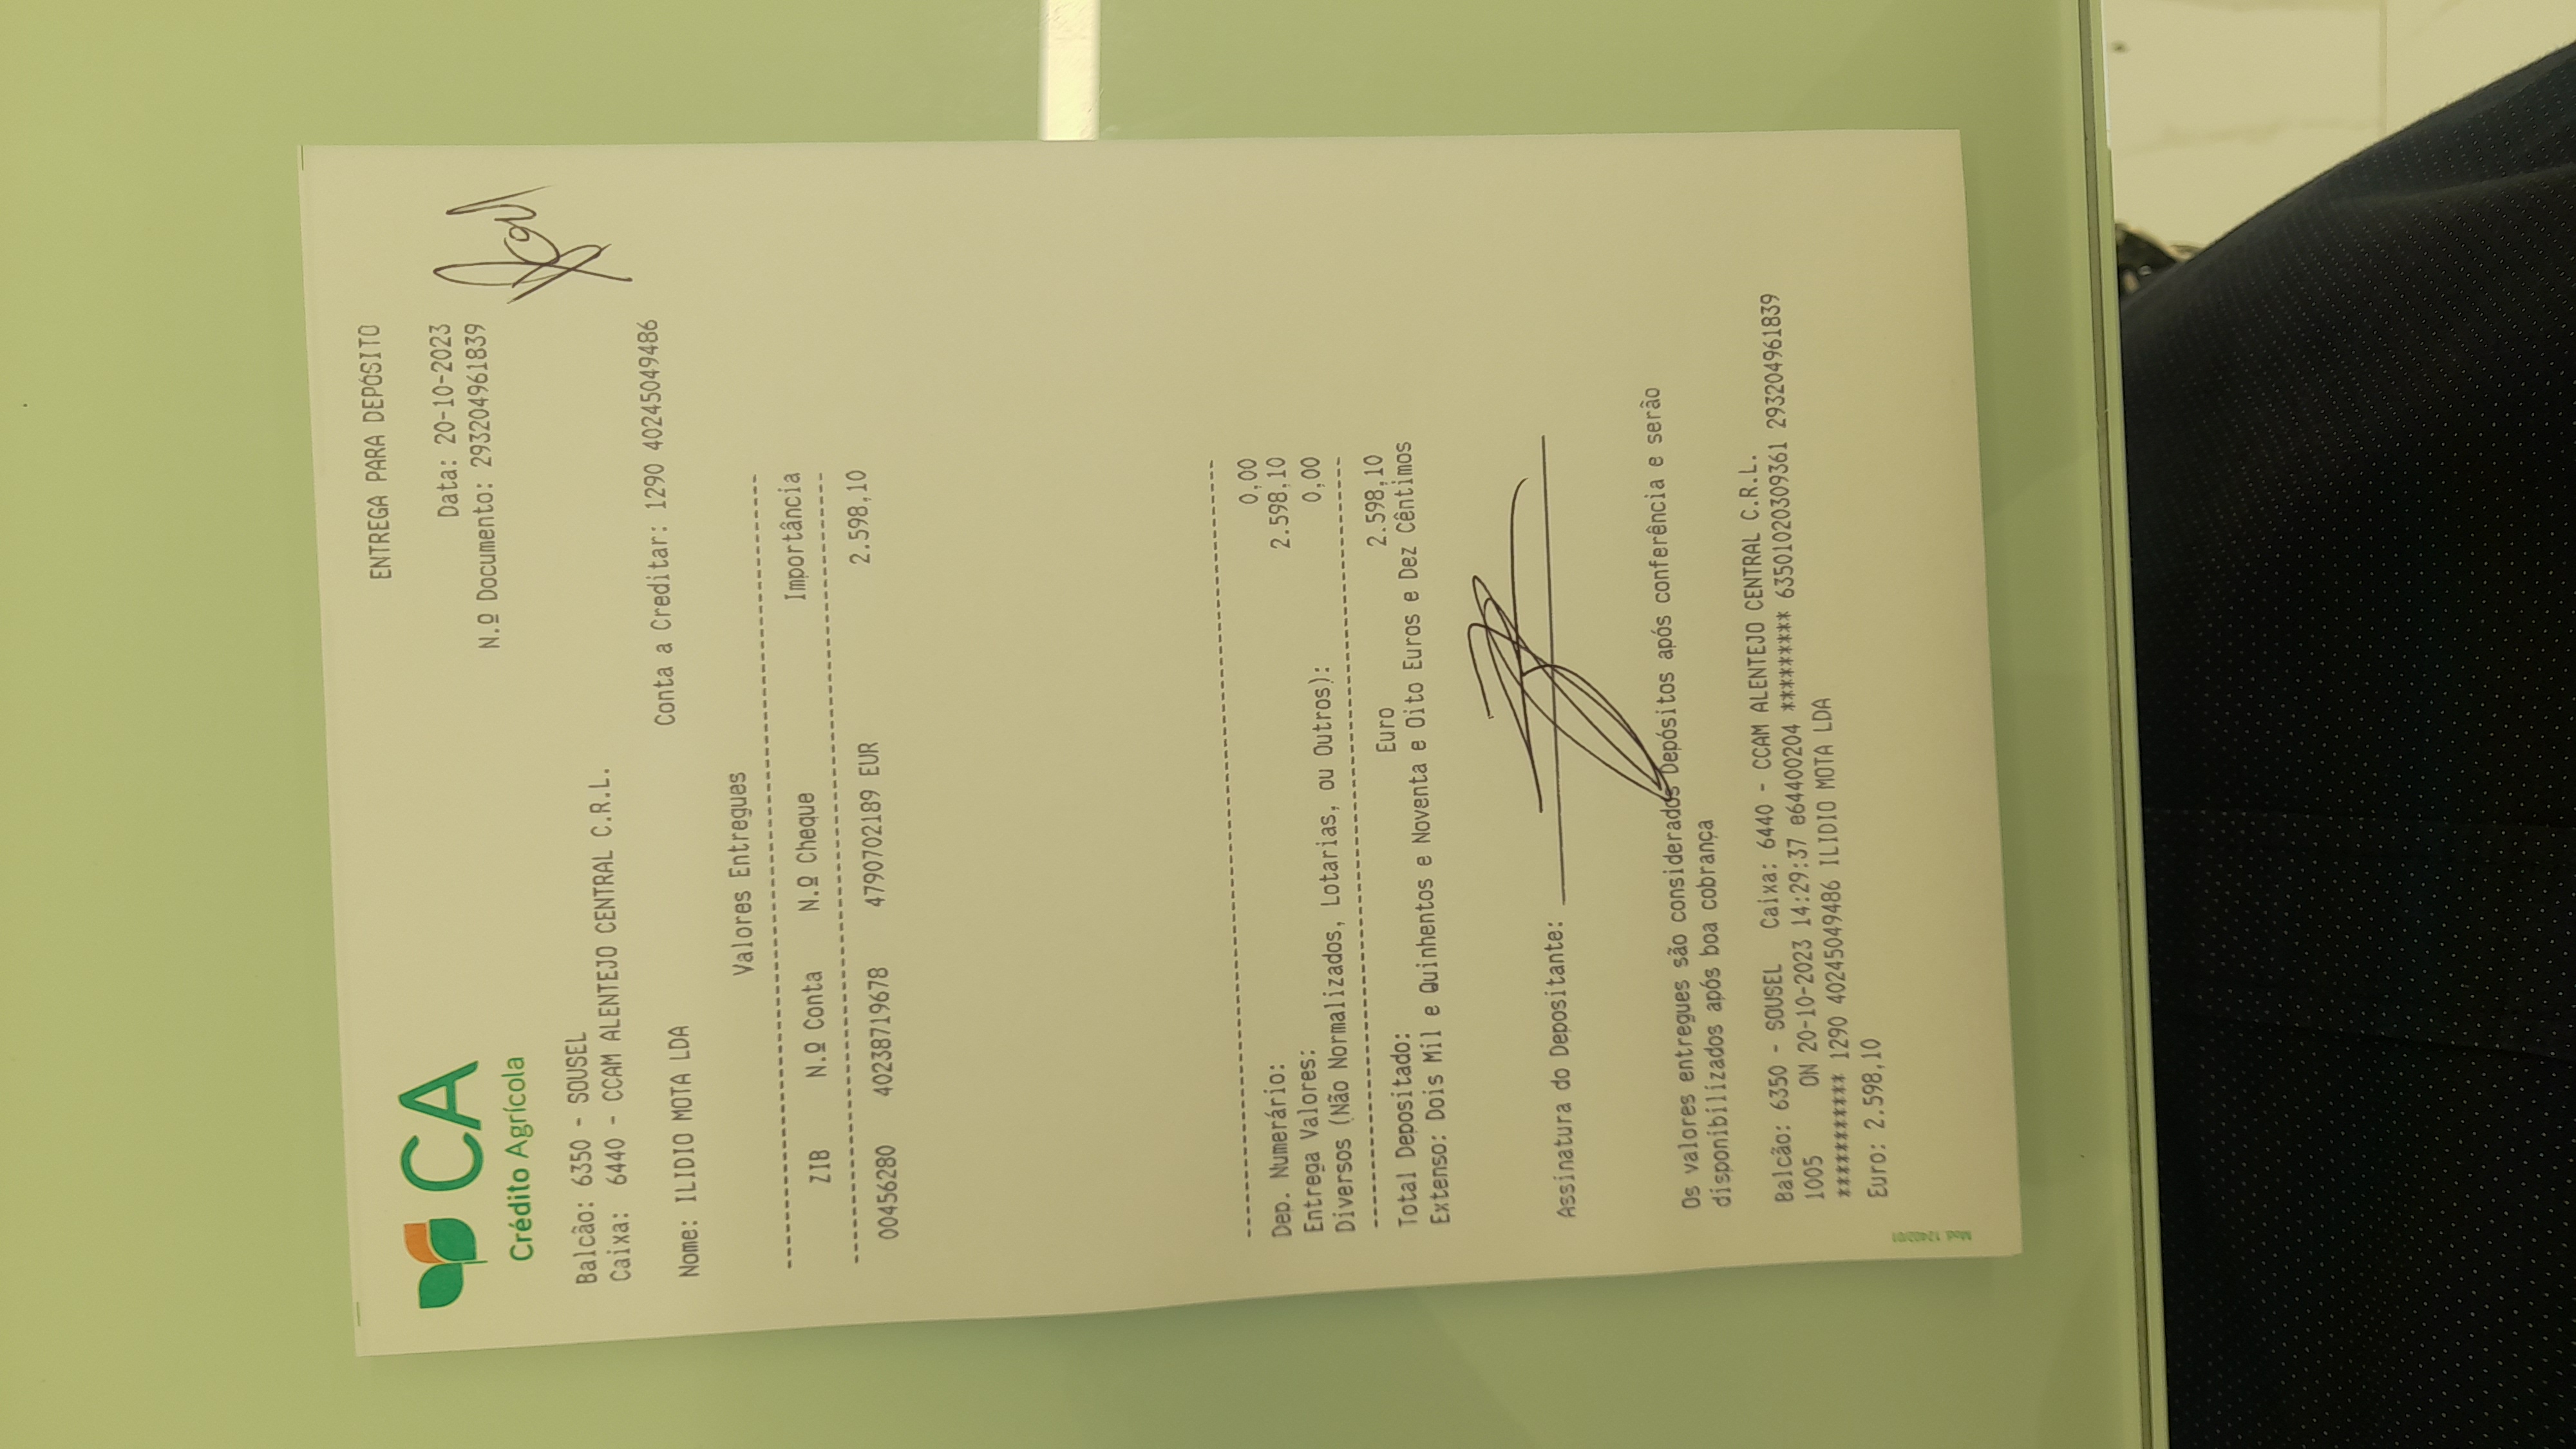 CA
Crédito Agrícola
ENTREGA PARA DEPÓSITO
Data: 20-10-2023
N.º Documento: 293204961839
Balcão: 6350 - SOUSEL
Caixa: 6440 - CCAM ALENTEJO CENTRAL C.R.L.
Conta a Creditar: 1290 40245049486
Nome: ILIDIO MOTA LDA
Valores Entregues
ZIB N.º Conta N.º Cheque Importância
00456280 40238719678 4790702189 EUR 2.598,10
Dep. Numerário: 0,00
Entrega Valores: 2.598,10
Diversos (Não Normalizados, Lotarias, ou Outros): 0,00
Total Depositado: Euro 2.598,10
Extenso: Dois Mil e Quinhentos e Noventa e Oito Euros e Dez Cêntimos
Assinatura do Depositante:
Os valores entregues são considerados Depósitos após conferência e serão
disponibilizados após boa cobrança
Balcão: 6350 - SOUSEL Caixa: 6440 - CCAM ALENTEJO CENTRAL C.R.L.
1005 ON 20-10-2023 14:29:37 e64400204 ********* 63501020309361 293204961839
********** 1290 40245049486 ILIDIO MOTA LDA
Euro: 2.598,10